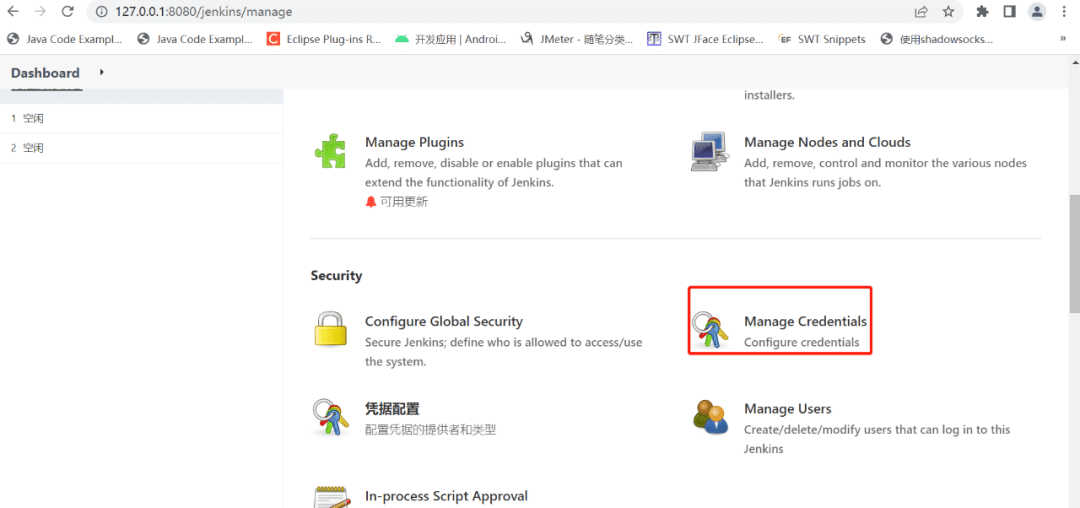 127.0.0.1:8080/jenkins/manage
Java Code Exampl... Java Code Exampl... Eclipse Plug-ins R... 开发应用 | Androi... JMeter - 随笔分类... SWT JFace Eclipse... SWT Snippets 使用shadowsocks... »
Dashboard
1 空闲
2 空闲
installers.
Manage Plugins
Add, remove, disable or enable plugins that can
extend the functionality of Jenkins.
可用更新
Manage Nodes and Clouds
Add, remove, control and monitor the various nodes
that Jenkins runs jobs on.
Security
Configure Global Security
Secure Jenkins; define who is allowed to access/use
the system.
Manage Credentials
Configure credentials
凭据配置
配置凭据的提供者和类型
Manage Users
Create/delete/modify users that can log in to this
Jenkins
In-process Script Approval